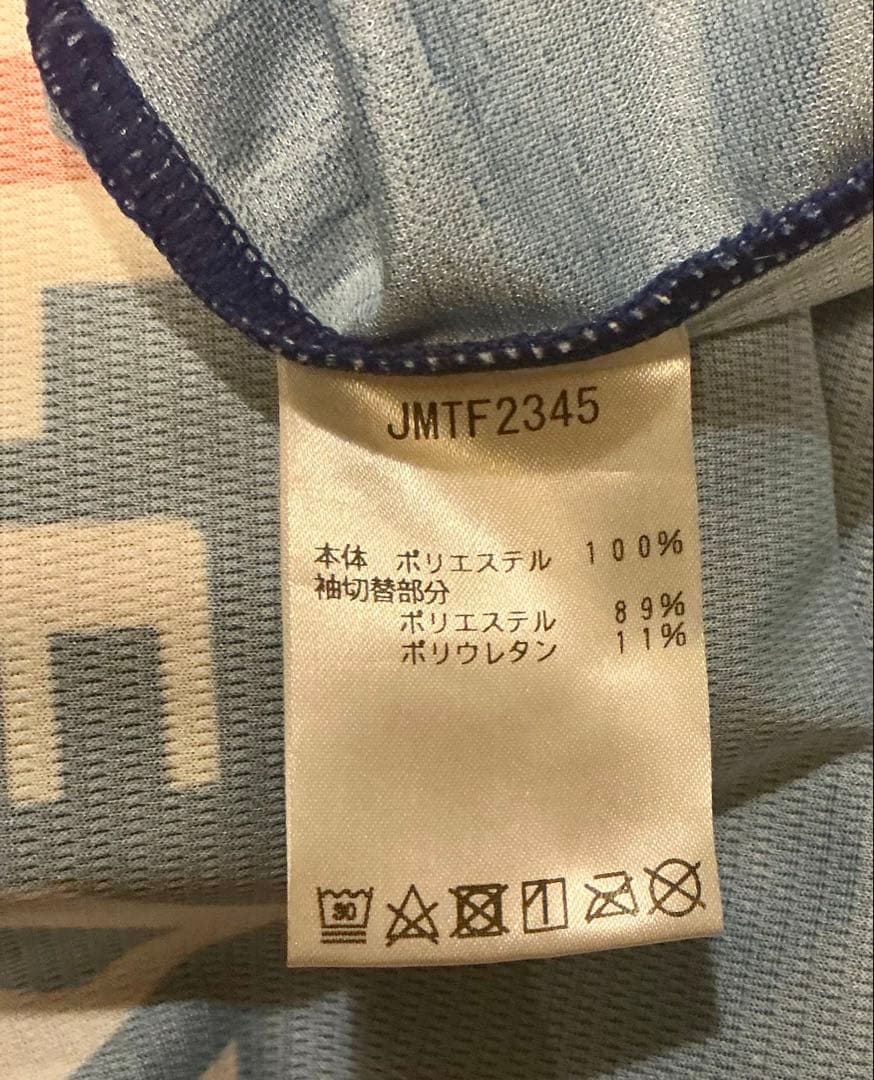 JMTF2345
本体 ポリエステル 100%
袖切替部分
ポリエステル 89%
ポリウレタン 11%
30